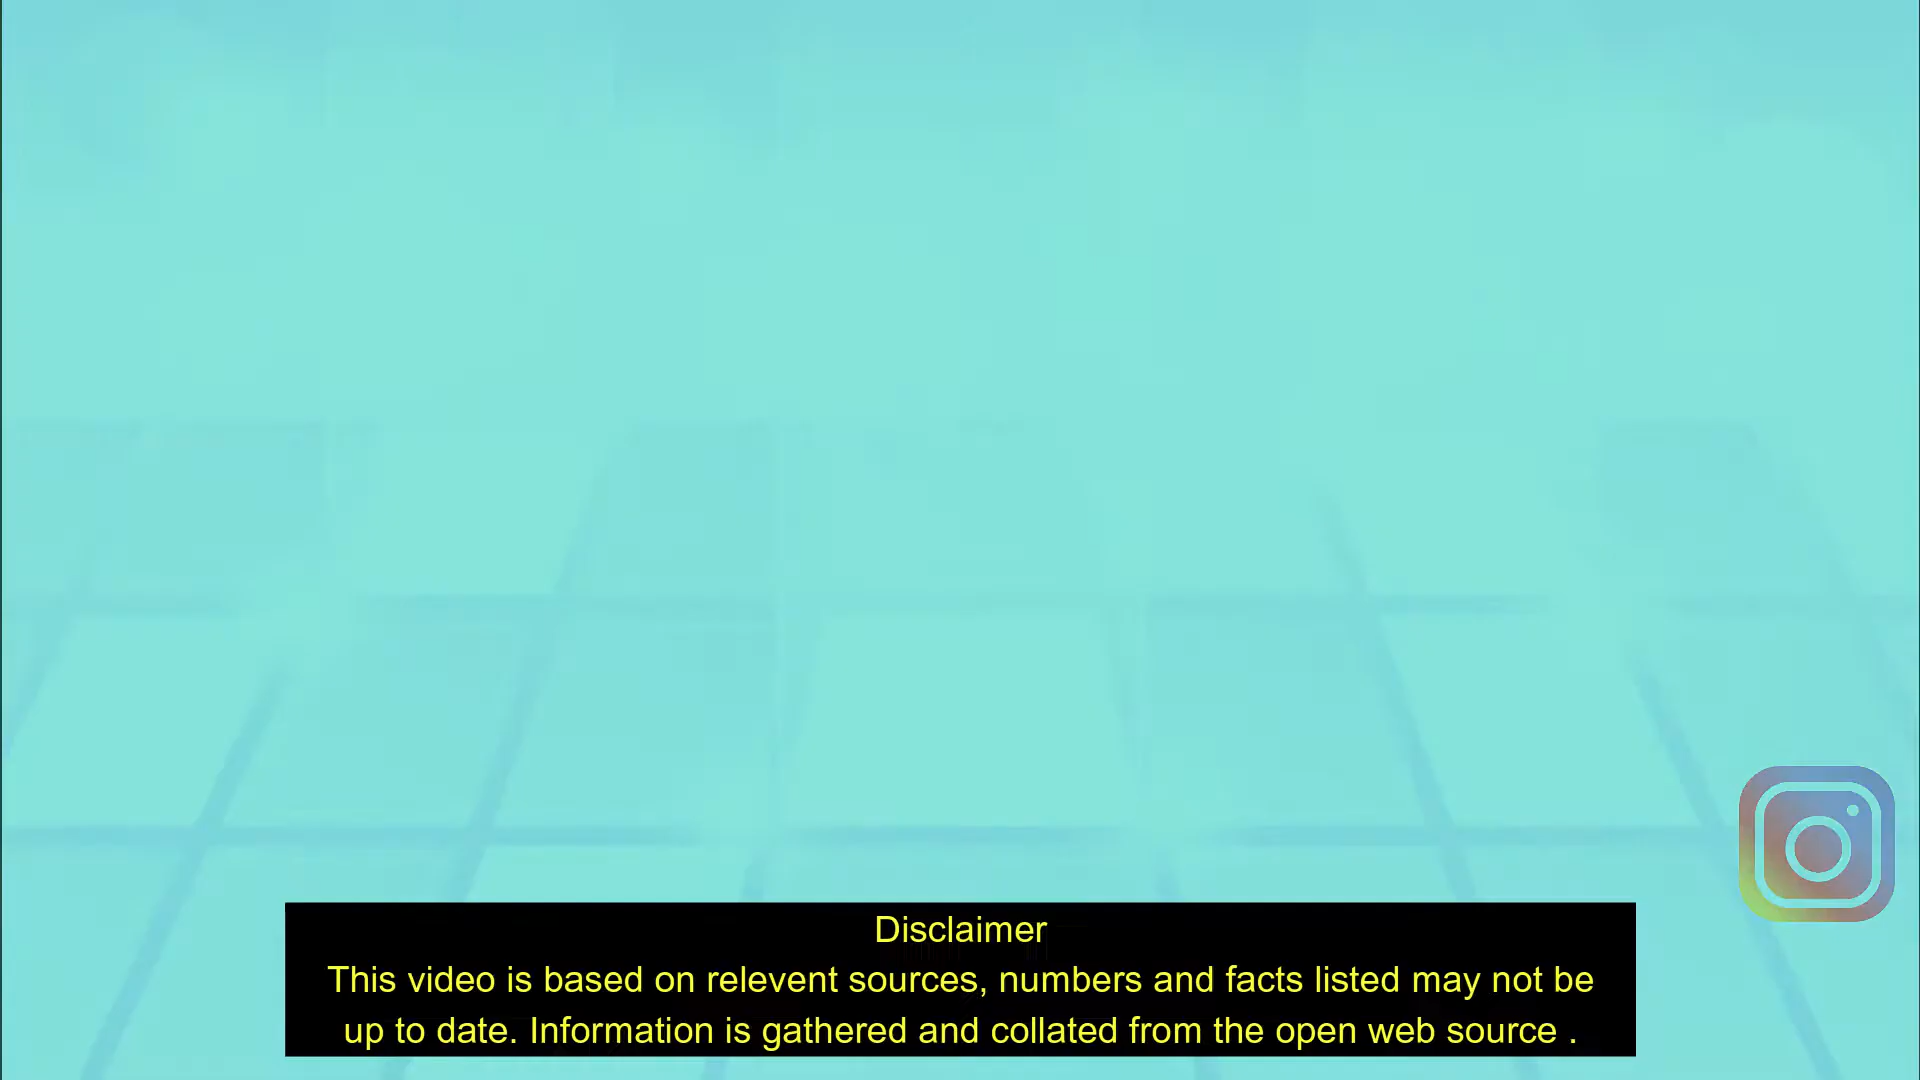 Disclaimer
This video is based on relevent sources, numbers and facts listed may not be
up to date. Information is gathered and collated from the open web source .